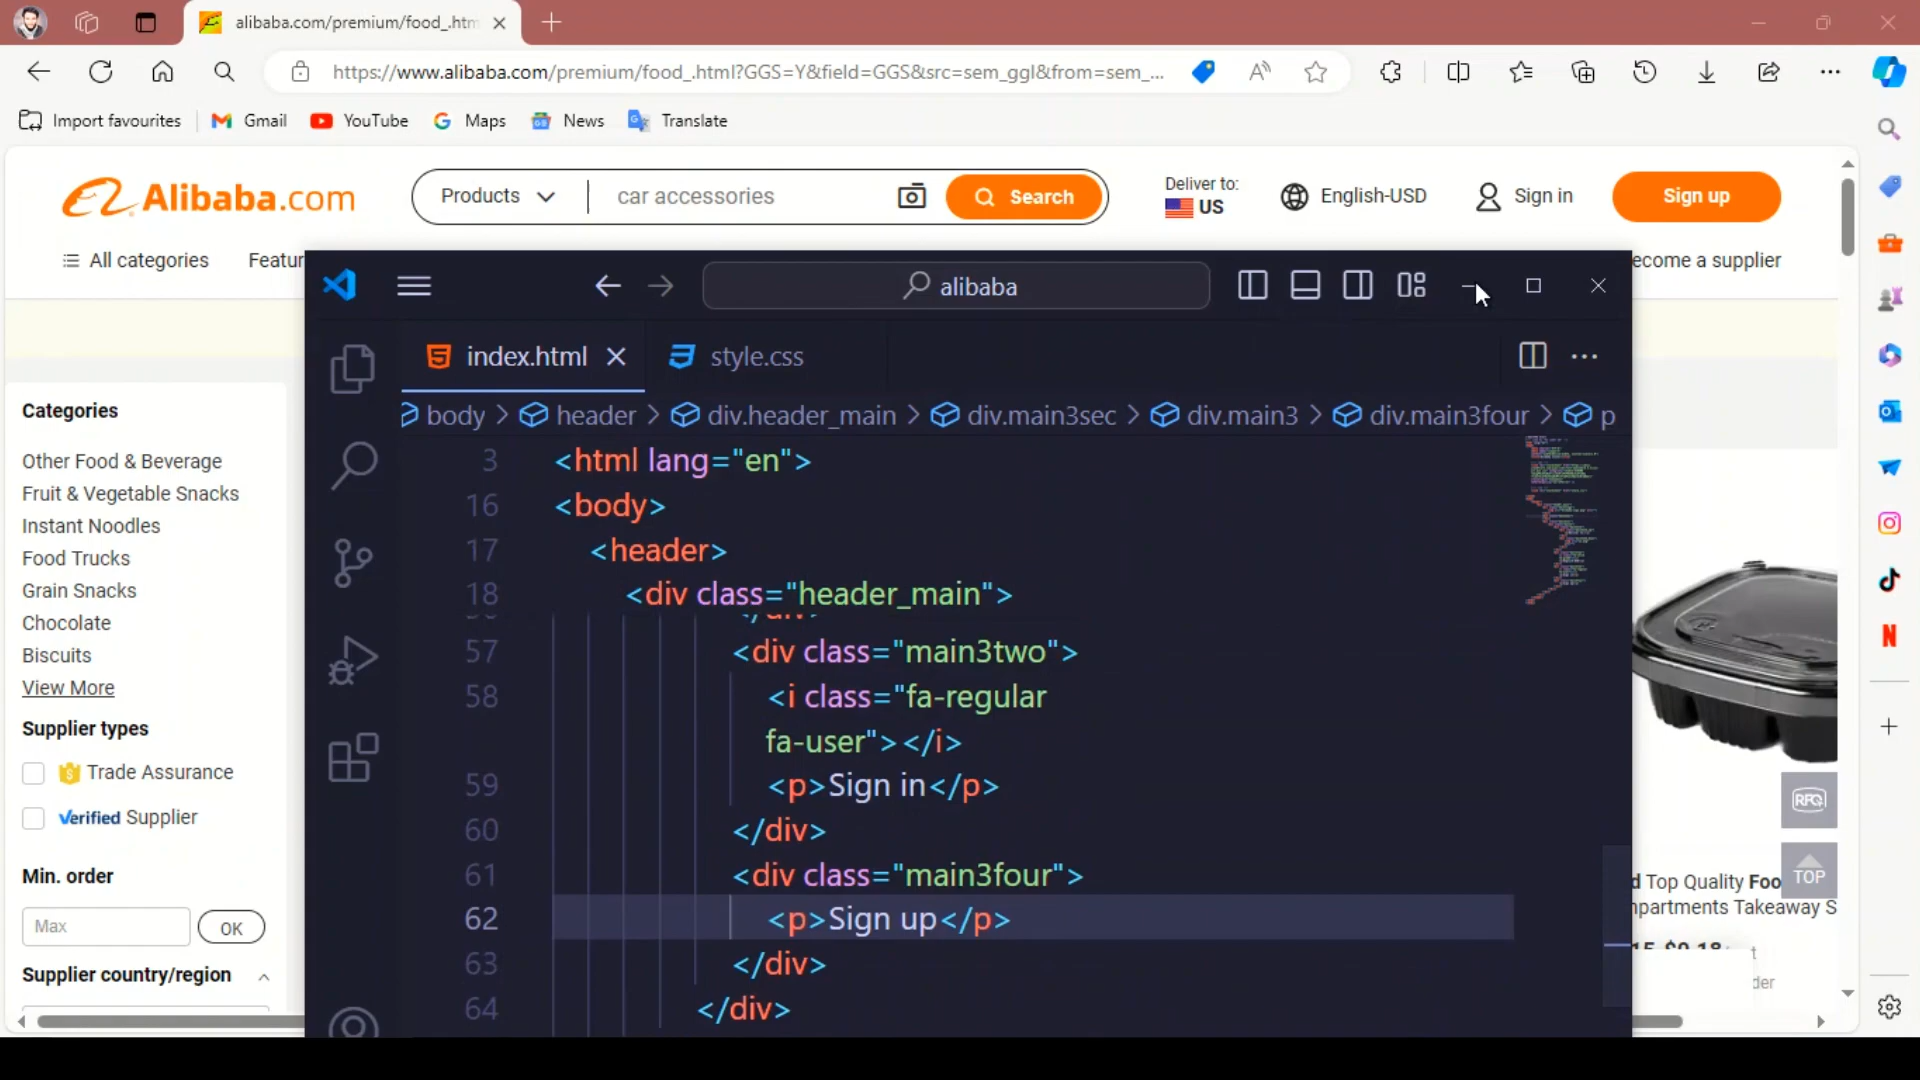 alibaba.com/premium/food_.htm
https://www.alibaba.com/premium/food_.html?GGS=Y&field=GGS&src=sem_ggl&from=sem_...
Import favourites Gmail YouTube Maps News Translate
Alibaba.com Products car accessories Search Deliver to: US English-USD Sign in Sign up
All categories Featur ecome a supplier
alibaba
index.html style.css
body > header > div.header_main > div.main3sec > div.main3 > div.main3four > p
3 <html lang="en">
16 <body>
17 <header>
18 <div class="header_main">
57 <div class="main3two">
58 <i class="fa-regular
fa-user"></i>
59 <p>Sign in</p>
60 </div>
61 <div class="main3four">
62 <p>Sign up</p>
63 </div>
64 </div>
Categories
Other Food & Beverage
Fruit & Vegetable Snacks
Instant Noodles
Food Trucks
Grain Snacks
Chocolate
Biscuits
View More
Supplier types
Trade Assurance
Verified Supplier
Min. order
Max OK
Supplier country/region
RFQ
TOP
d Top Quality Foo
npartments Takeaway S
der